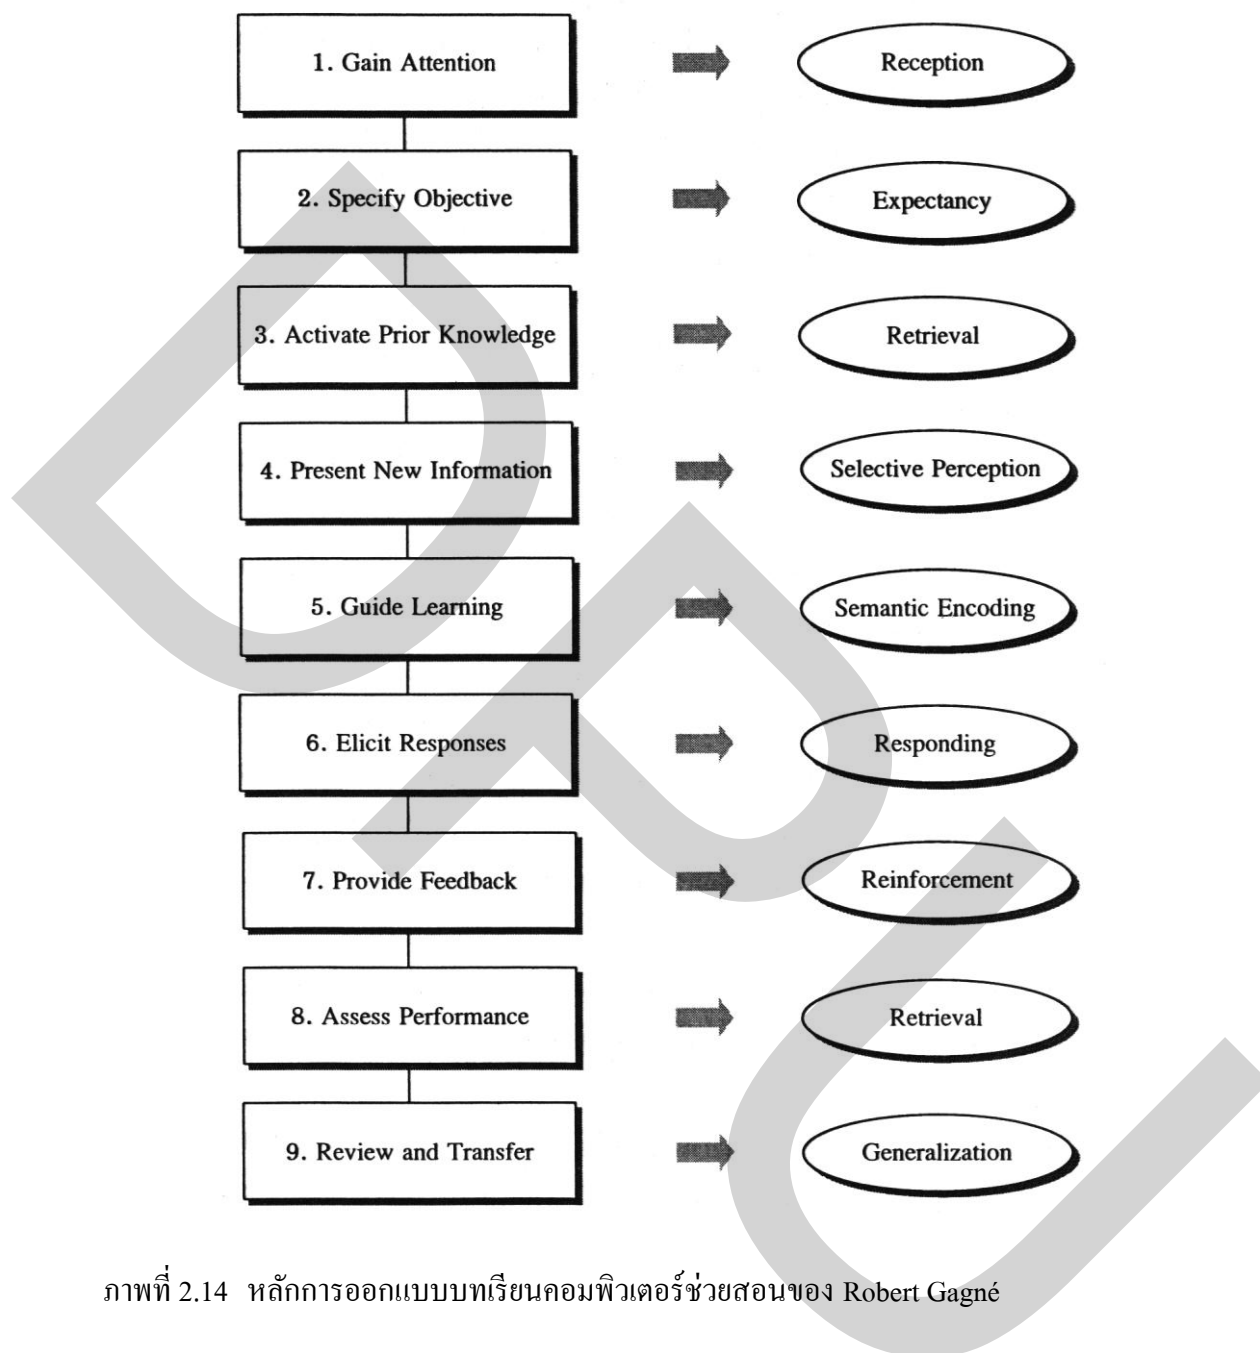 1. Gain Attention
Reception
2. Specify Objective
Expectancy
3. Activate Prior Knowledge
Retrieval
4. Present New Information
Selective Perception
5. Guide Learning
Semantic Encoding
6. Elicit Responses
Responding
7. Provide Feedback
Reinforcement
8. Assess Performance
Retrieval
9. Review and Transfer
Generalization
DPU
ภาพที่ 2.14 หลักการออกแบบบทเรียนคอมพิวเตอร์ช่วยสอนของ Robert Gagné